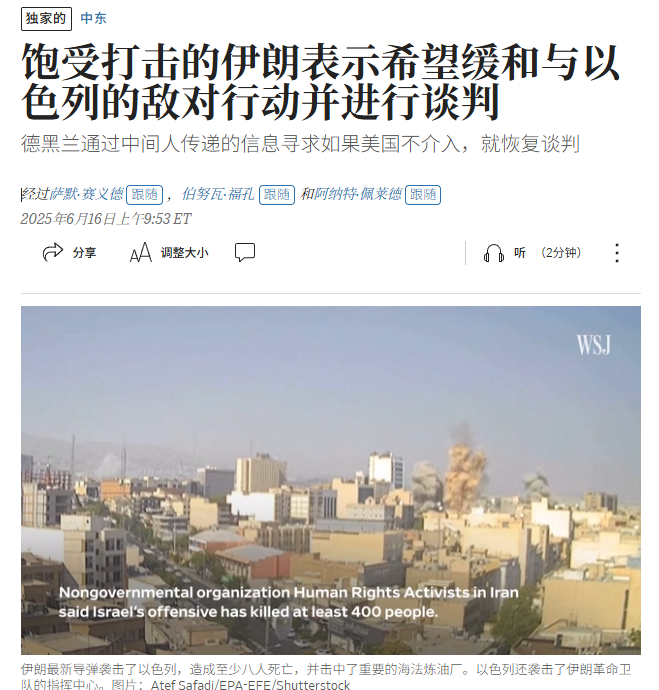 独家的 中东
饱受打击的伊朗表示希望缓和与以
色列的敌对行动并进行谈判
德黑兰通过中间人传递的信息寻求如果美国不介入，就恢复谈判
经过萨默·赛义德 跟随 ， 伯努瓦·福孔 跟随 和阿纳特·佩莱德 跟随
2025年6月16日上午9:53 ET
分享 AA 调整大小 听 （2分钟）
WSJ
Nongovernmental organization Human Rights Activists in Iran
said Israel's offensive has killed at least 400 people.
伊朗最新导弹袭击了以色列，造成至少八人死亡，并击中了重要的海法炼油厂。以色列还袭击了伊朗革命卫
队的指挥中心。图片：Atef Safadi/EPA-EFE/Shutterstock